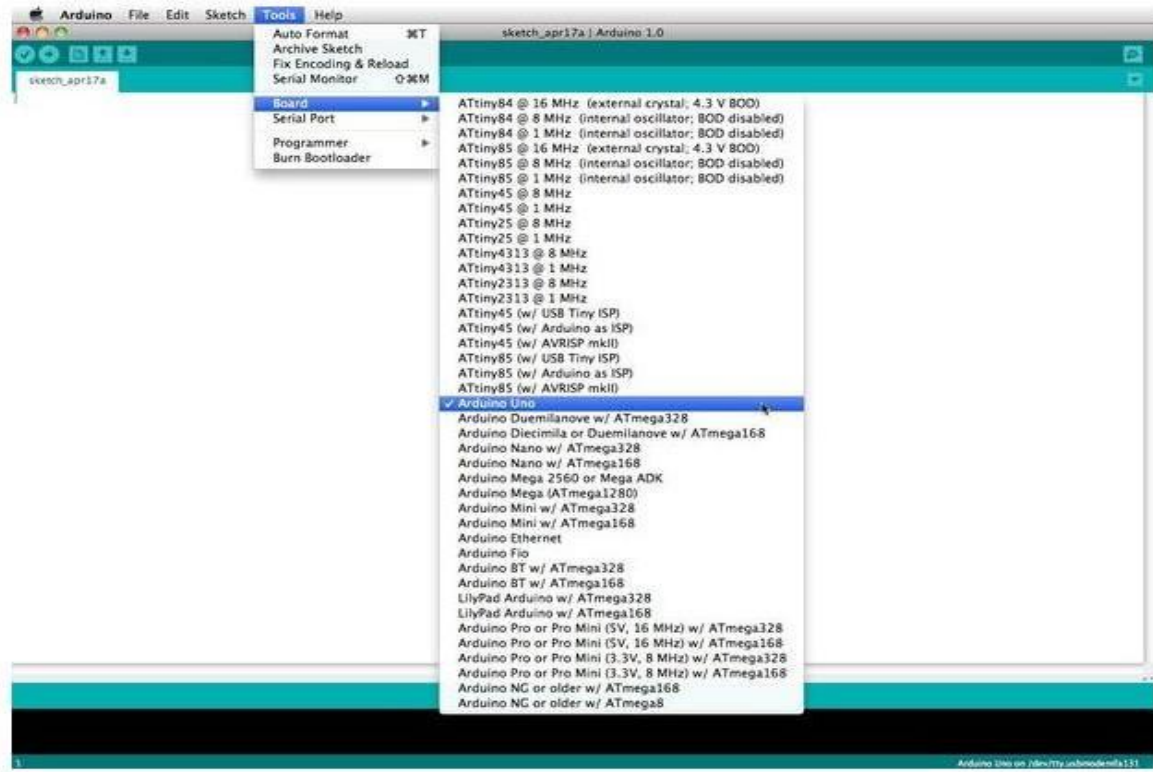 Arduino File Edit Sketch Tools Help
sketch_apr17a | Arduino 1.0
sketch_apr17a
Auto Format ⌘T
Archive Sketch
Fix Encoding & Reload
Serial Monitor ⇧⌘M
Board
Serial Port
Programmer
Burn Bootloader
ATtiny84 @ 16 MHz (external crystal; 4.3 V BOD)
ATtiny84 @ 8 MHz (internal oscillator; BOD disabled)
ATtiny84 @ 1 MHz (internal oscillator; BOD disabled)
ATtiny85 @ 16 MHz (external crystal; 4.3 V BOD)
ATtiny85 @ 8 MHz (internal oscillator; BOD disabled)
ATtiny85 @ 1 MHz (internal oscillator; BOD disabled)
ATtiny45 @ 8 MHz
ATtiny45 @ 1 MHz
ATtiny25 @ 8 MHz
ATtiny25 @ 1 MHz
ATtiny4313 @ 8 MHz
ATtiny4313 @ 1 MHz
ATtiny2313 @ 8 MHz
ATtiny2313 @ 1 MHz
ATtiny45 (w/ USB Tiny ISP)
ATtiny45 (w/ Arduino as ISP)
ATtiny45 (w/ AVRISP mkII)
ATtiny85 (w/ USB Tiny ISP)
ATtiny85 (w/ Arduino as ISP)
ATtiny85 (w/ AVRISP mkII)
✓ Arduino Uno
Arduino Duemilanove w/ ATmega328
Arduino Diecimila or Duemilanove w/ ATmega168
Arduino Nano w/ ATmega328
Arduino Nano w/ ATmega168
Arduino Mega 2560 or Mega ADK
Arduino Mega (ATmega1280)
Arduino Mini w/ ATmega328
Arduino Mini w/ ATmega168
Arduino Ethernet
Arduino Fio
Arduino BT w/ ATmega328
Arduino BT w/ ATmega168
LilyPad Arduino w/ ATmega328
LilyPad Arduino w/ ATmega168
Arduino Pro or Pro Mini (5V, 16 MHz) w/ ATmega328
Arduino Pro or Pro Mini (5V, 16 MHz) w/ ATmega168
Arduino Pro or Pro Mini (3.3V, 8 MHz) w/ ATmega328
Arduino Pro or Pro Mini (3.3V, 8 MHz) w/ ATmega168
Arduino NG or older w/ ATmega168
Arduino NG or older w/ ATmega8
1
Arduino Uno on